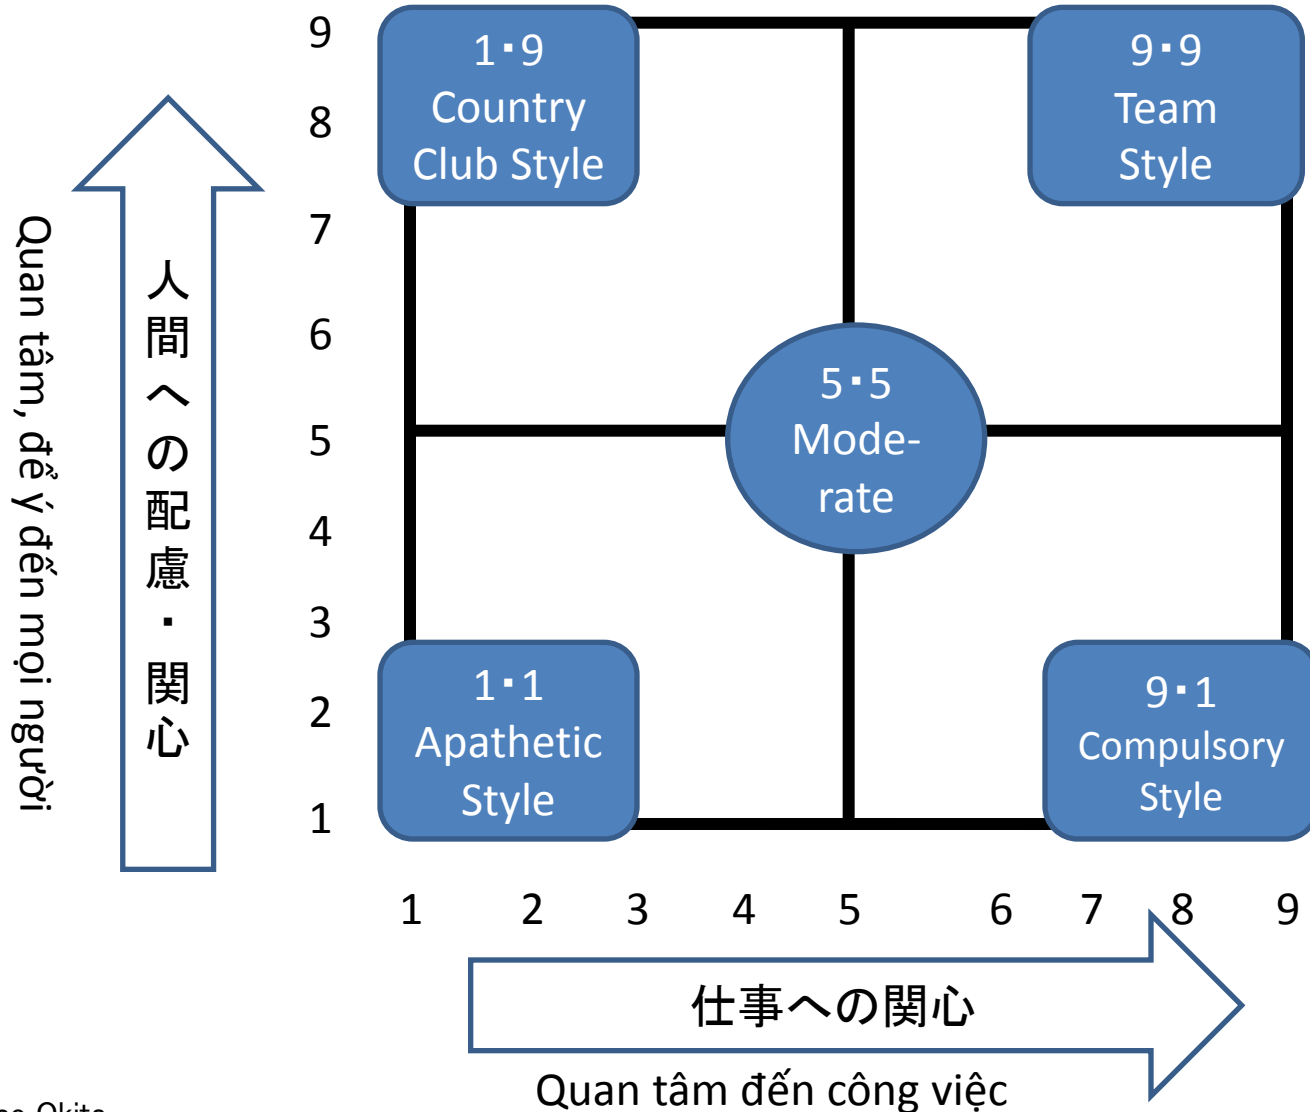 9
8
7
6
5
4
3
2
1
1▪9
Country
Club Style
9▪9
Team
Style
5▪5
Mode-
rate
1▪1
Apathetic
Style
9▪1
Compulsory
Style
Quan tâm, để ý đến mọi người
人間への配慮・関心
1 2 3 4 5 6 7 8 9
仕事への関心
Quan tâm đến công việc
Okita